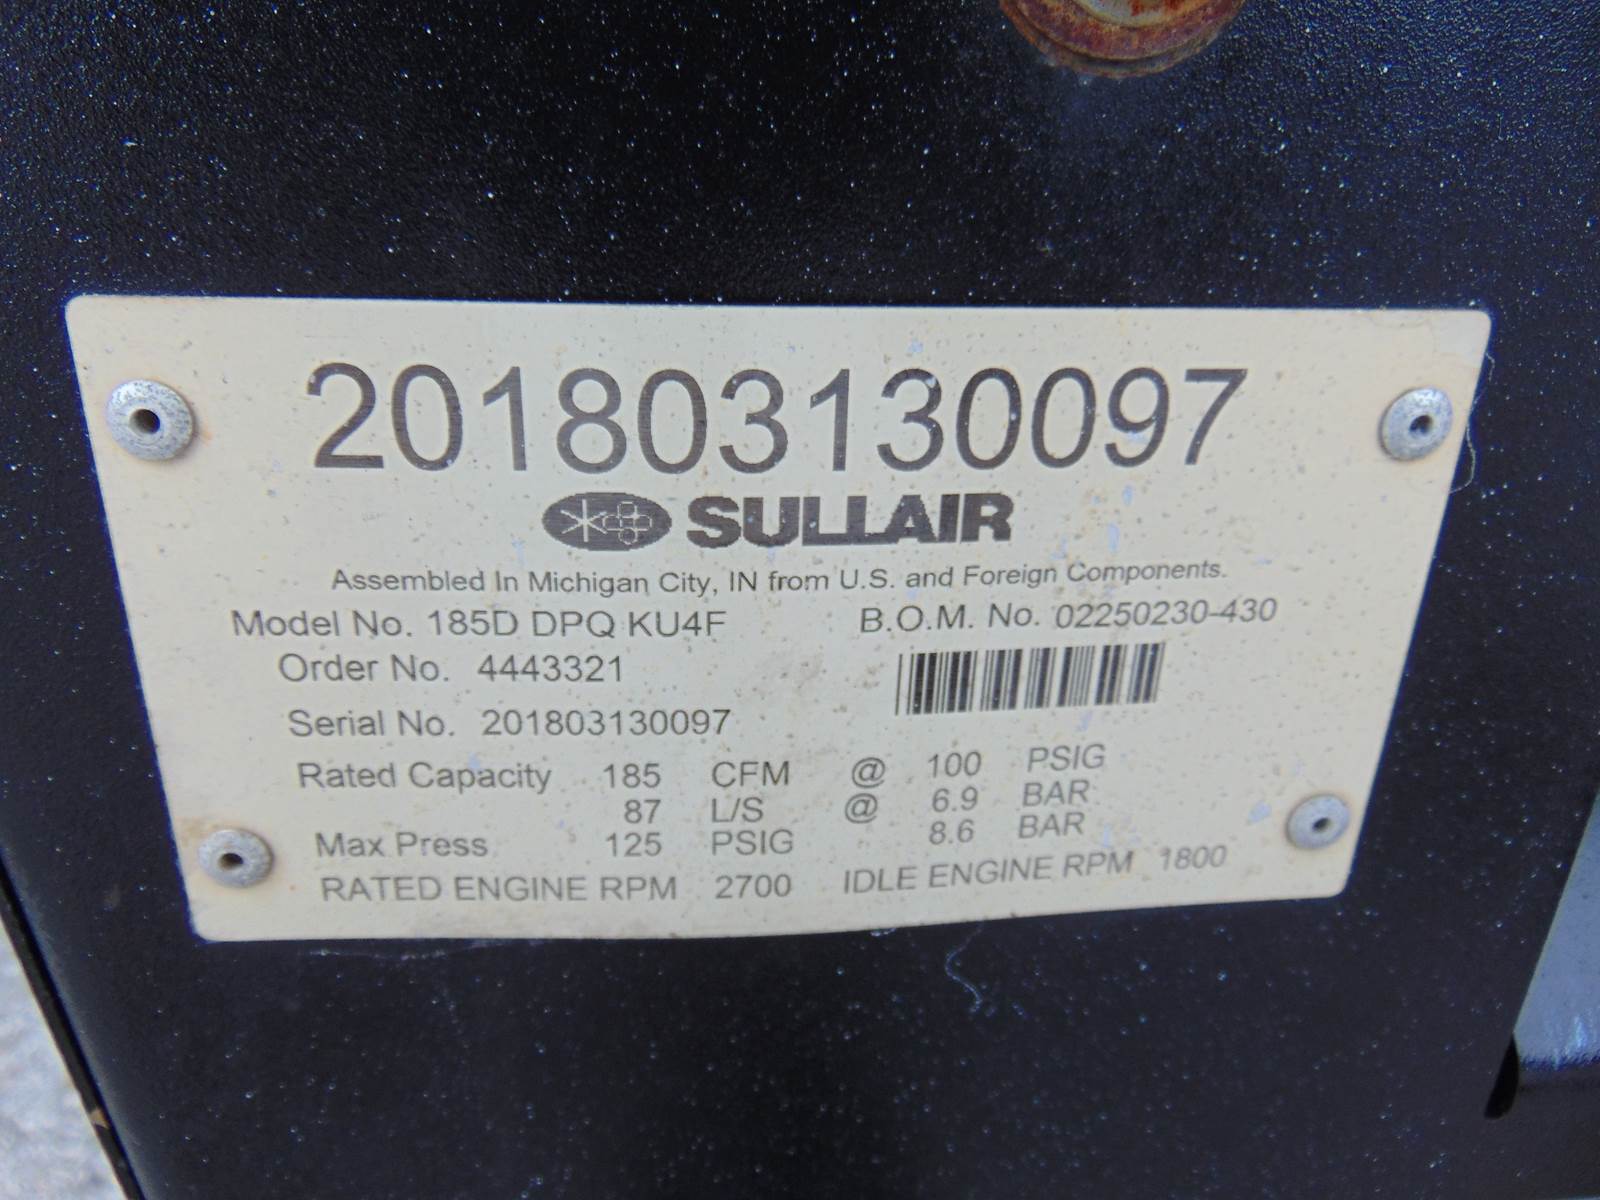 201803130097
SULLAIR
Assembled In Michigan City, IN from U.S. and Foreign Components.
Model No. 185D DPQ KU4F B.O.M. No. 02250230-430
Order No. 4443321
Serial No. 201803130097
Rated Capacity 185 CFM @ 100 PSIG
87 L/S @ 6.9 BAR
Max Press 125 PSIG 8.6 BAR
RATED ENGINE RPM 2700 IDLE ENGINE RPM 1800